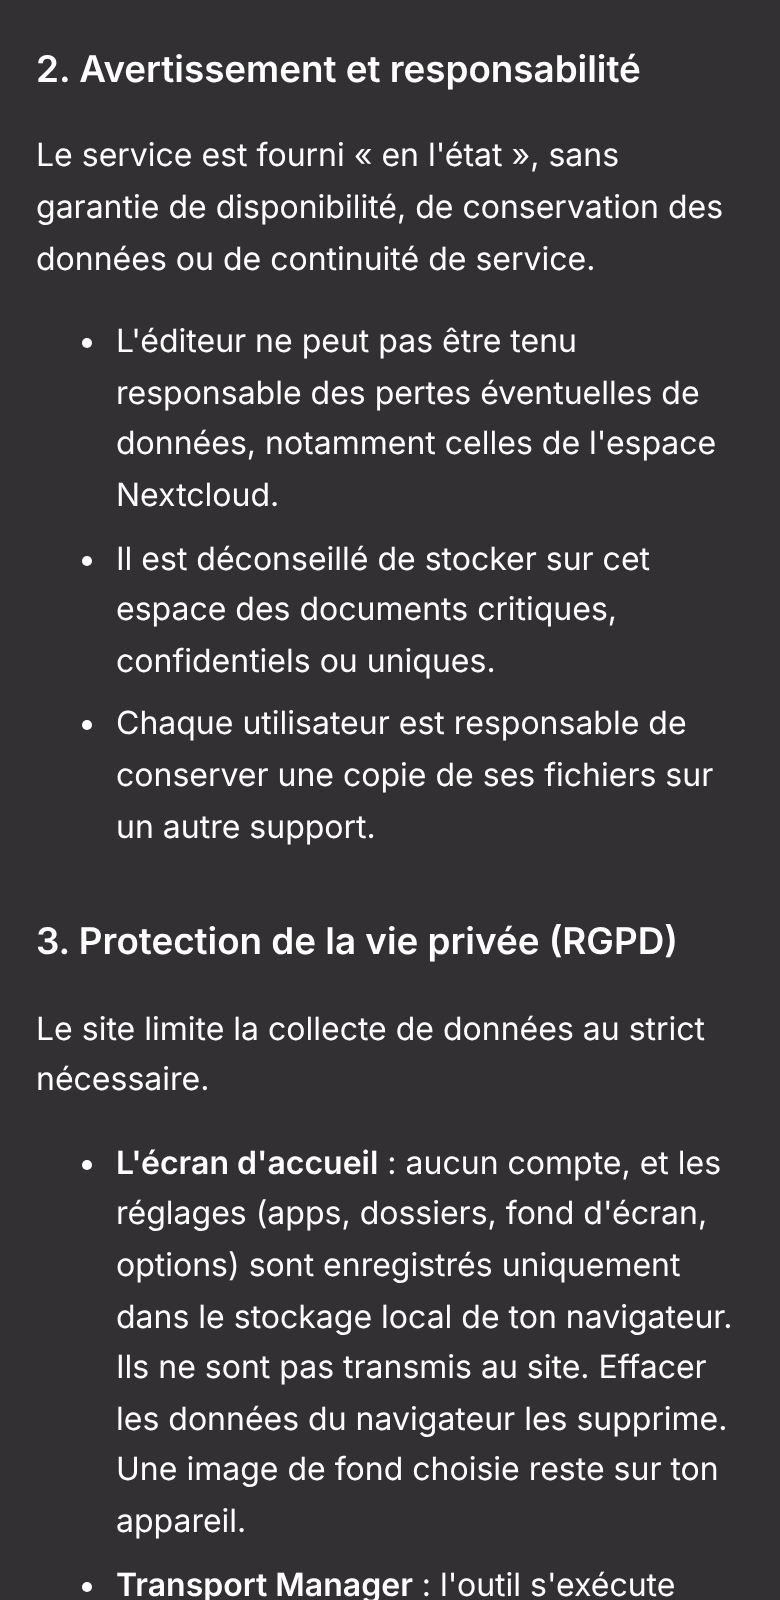 2. Avertissement et responsabilité
Le service est fourni « en l'état », sans
garantie de disponibilité, de conservation des
données ou de continuité de service.
• L'éditeur ne peut pas être tenu
responsable des pertes éventuelles de
données, notamment celles de l'espace
Nextcloud.
• Il est déconseillé de stocker sur cet
espace des documents critiques,
confidentiels ou uniques.
• Chaque utilisateur est responsable de
conserver une copie de ses fichiers sur
un autre support.
3. Protection de la vie privée (RGPD)
Le site limite la collecte de données au strict
nécessaire.
• L'écran d'accueil : aucun compte, et les
réglages (apps, dossiers, fond d'écran,
options) sont enregistrés uniquement
dans le stockage local de ton navigateur.
Ils ne sont pas transmis au site. Effacer
les données du navigateur les supprime.
Une image de fond choisie reste sur ton
appareil.
• Transport Manager : l'outil s'exécute